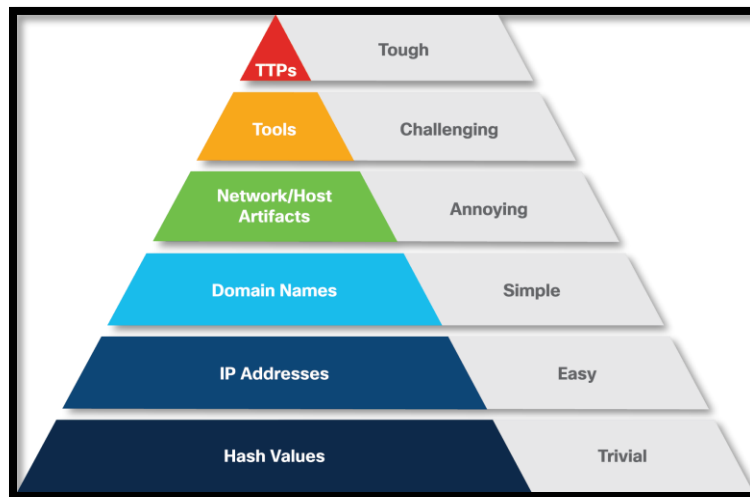 TTPs
Tough
Tools
Challenging
Network/Host
Artifacts
Annoying
Domain Names
Simple
IP Addresses
Easy
Hash Values
Trivial